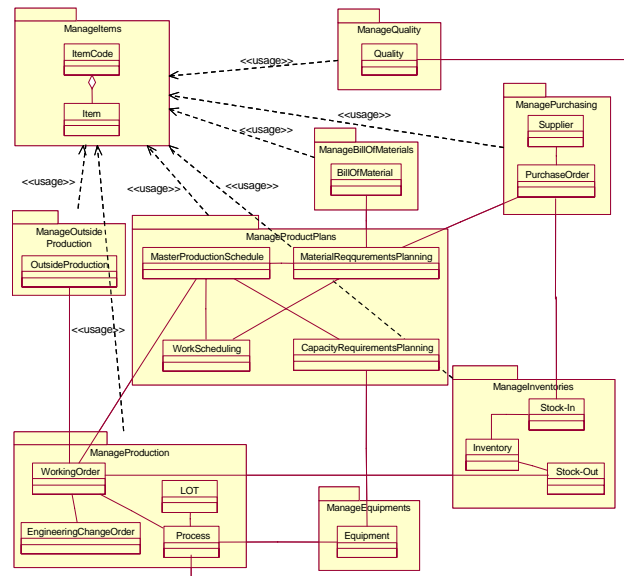 ManageItems
ItemCode
Item
ManageQuality
Quality
<<usage>>
<<usage>>
ManagePurchasing
Supplier
PurchaseOrder
<<usage>>
<<usage>>
ManageBillOfMaterials
BillOfMaterial
<<usage>>
<<usage>>
<<usage>>
ManageOutside
Production
OutsideProduction
ManageProductPlans
MasterProductionSchedule
MaterialReqqurementsPlanning
<<usage>>
WorkScheduling
CapacityRequirementsPlanning
ManageInventories
Stock-In
Inventory
Stock-Out
ManageProduction
WorkingOrder
LOT
EngineeringChangeOrder
Process
ManageEquipments
Equipment